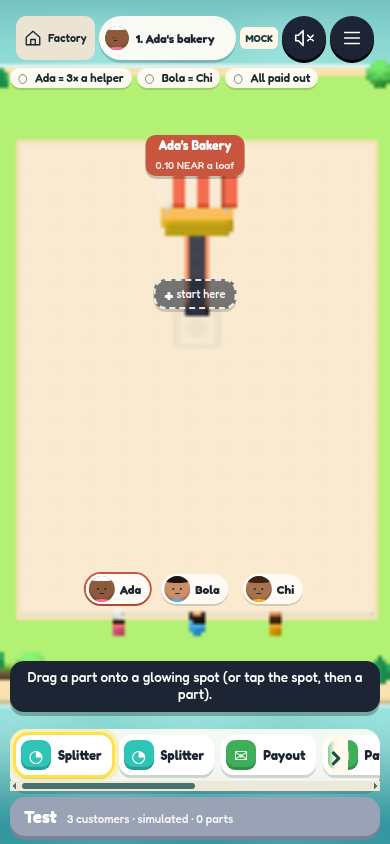 Factory
1. Ada's bakery
MOCK
Ada = 3× a helper
Bola = Chi
All paid out
Ada's Bakery
0.10 NEAR a loaf
+ start here
Ada
Bola
Chi
Drag a part onto a glowing spot (or tap the spot, then a
part).
Splitter
Splitter
Payout
Pa
Test 3 customers · simulated · 0 parts